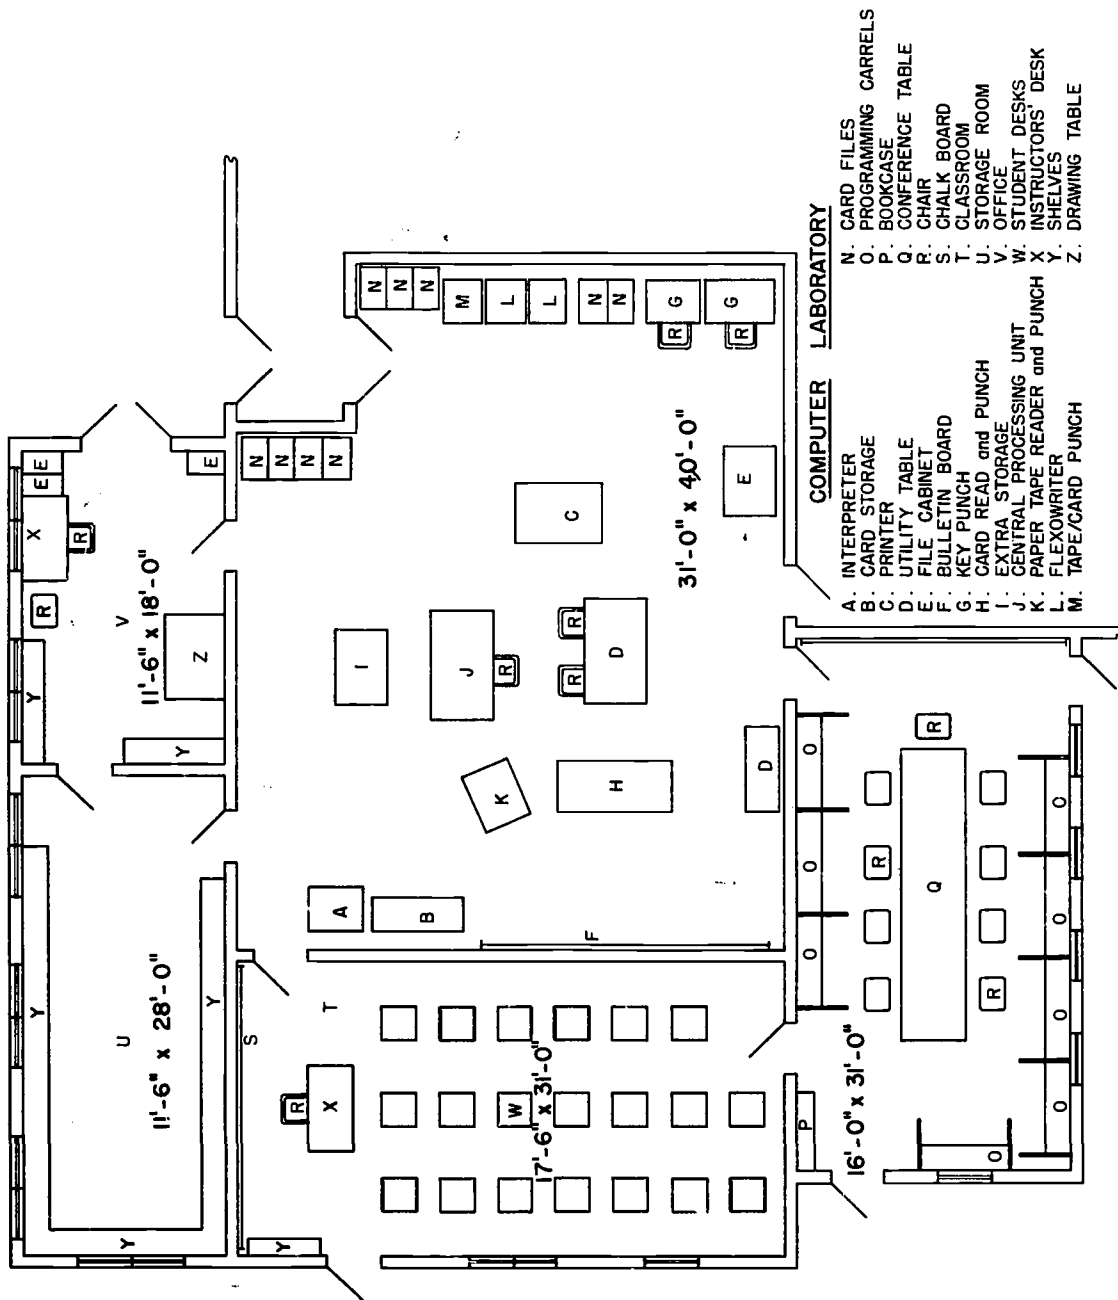 Y
U
11'-6" x 28'-0"
Y
Y
Y
R
X
E E
R
V
11'-6" x 18'-0"
Y
Z
E
S
T
R
X
Y
W
17'-6" x 31'-0"
A
B
F
N
N
N
N
I
J
R
K
H
R
R
D
D
C
E
31'-0" x 40'-0"
N
N
N
M
L
L
N
N
R G
R G
P
16'-0" x 31'-0"
O O O
R
Q
R
R
O
O O O O
COMPUTER LABORATORY
A. INTERPRETER
B. CARD STORAGE
C. PRINTER
D. UTILITY TABLE
E. FILE CABINET
F. BULLETIN BOARD
G. KEY PUNCH
H. CARD READ and PUNCH
I. EXTRA STORAGE
J. CENTRAL PROCESSING UNIT
K. PAPER TAPE READER and PUNCH
L. FLEXOWRITER
M. TAPE/CARD PUNCH
N. CARD FILES
O. PROGRAMMING CARRELS
P. BOOKCASE
Q. CONFERENCE TABLE
R. CHAIR
S. CHALK BOARD
T. CLASSROOM
U. STORAGE ROOM
V. OFFICE
W. STUDENT DESKS
X INSTRUCTORS' DESK
Y. SHELVES
Z. DRAWING TABLE